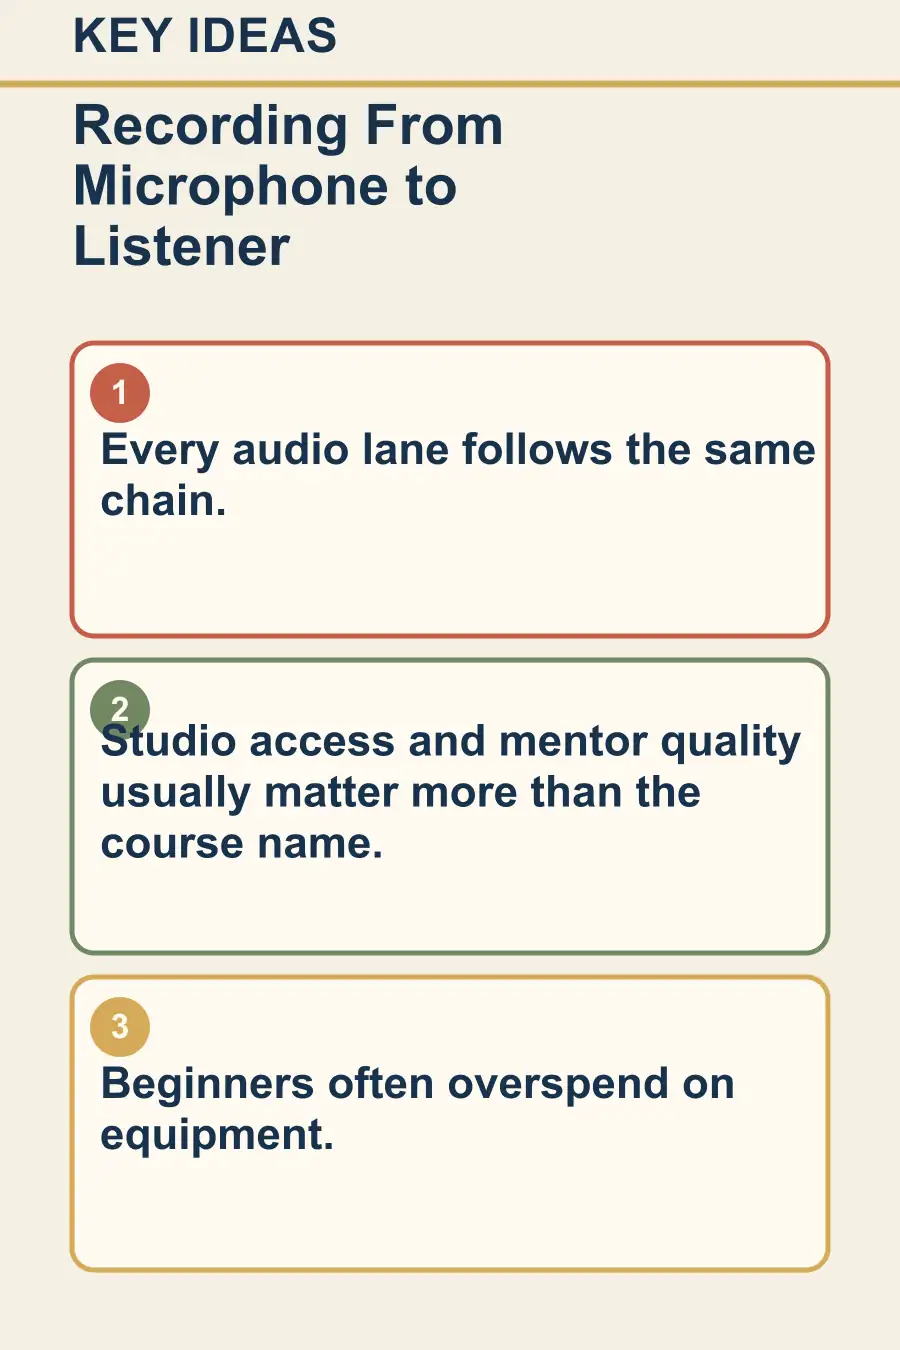 KEY IDEAS
Recording From
Microphone to
Listener
1
Every audio lane follows the same
chain.
2
Studio access and mentor quality
usually matter more than the
course name.
3
Beginners often overspend on
equipment.